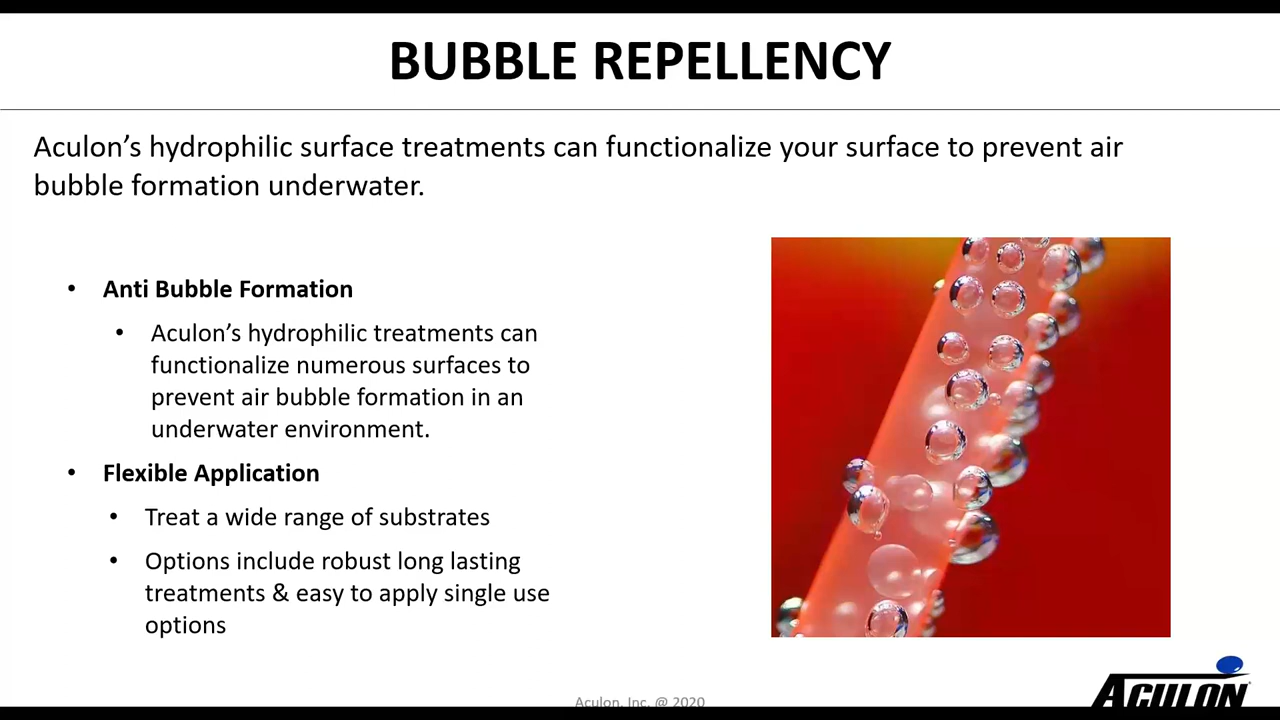 BUBBLE REPELLENCY
Aculon’s hydrophilic surface treatments can functionalize your surface to prevent air
bubble formation underwater.
• Anti Bubble Formation
• Aculon’s hydrophilic treatments can
functionalize numerous surfaces to
prevent air bubble formation in an
underwater environment.
• Flexible Application
• Treat a wide range of substrates
• Options include robust long lasting
treatments & easy to apply single use
options
Aculon, Inc. @ 2020
ACULON